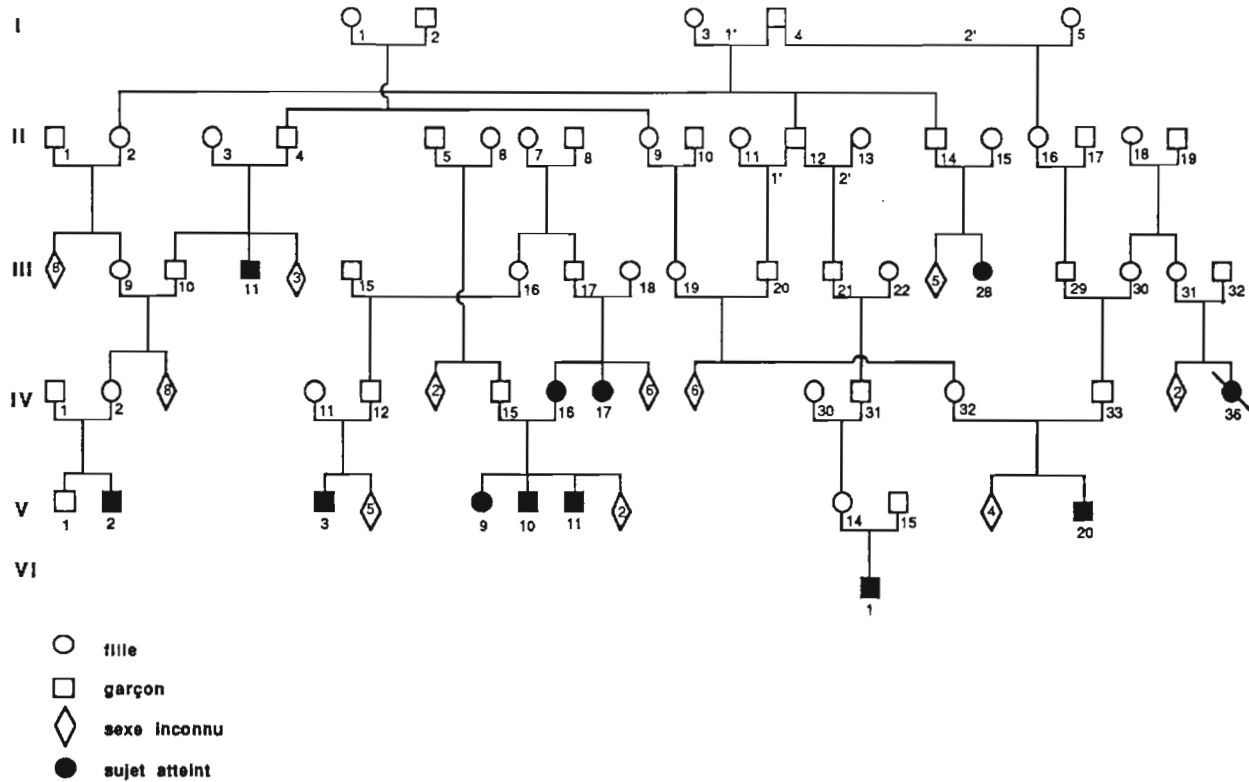 I
1 2 3 1' 4 2' 5
II
1 2 3 4 5 8 7 8 9 10 11 12 13 14 15 16 17 18 19
1' 2'
III
8 9 10 11 3 15 16 17 18 19 20 21 22 5 28 29 30 31 32
IV
1 2 8 11 12 2 15 16 17 6 6 30 31 32 33 2 36
V
1 2 3 5 9 10 11 2 14 15 4 20
VI
1
fille
garçon
sexe inconnu
sujet atteint